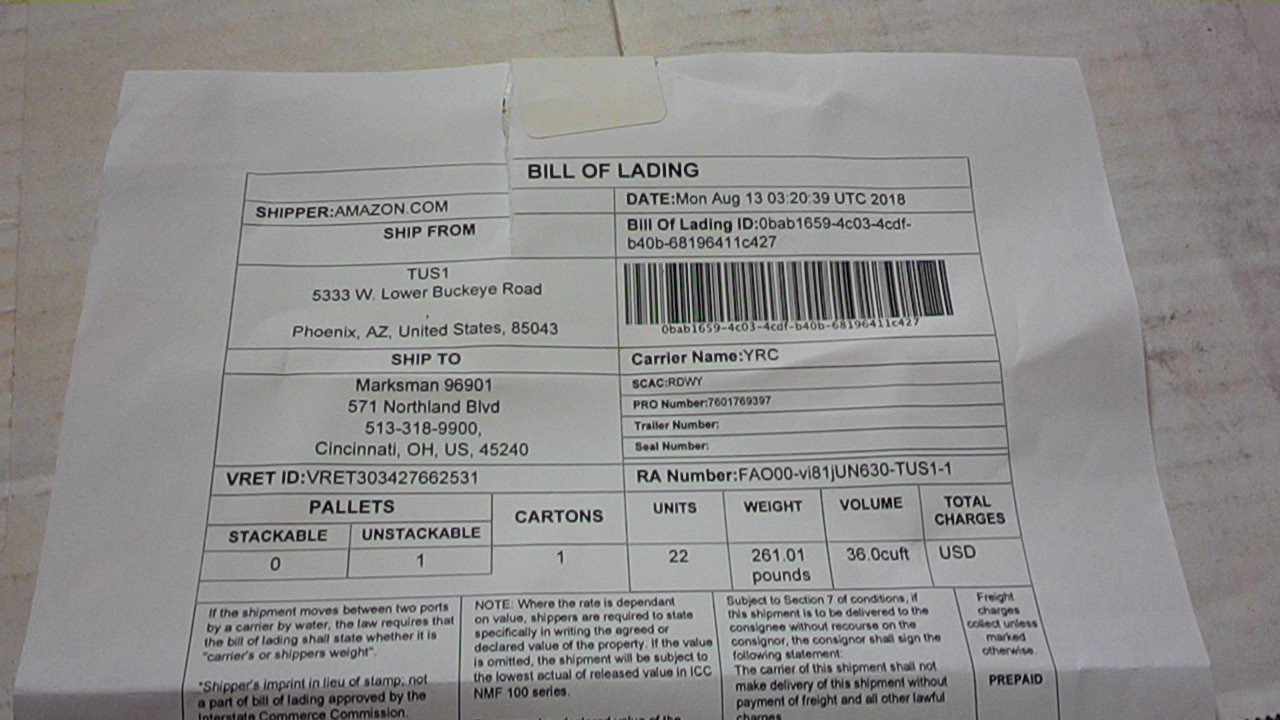 BILL OF LADING
SHIPPER:AMAZON.COM
DATE:Mon Aug 13 03:20:39 UTC 2018
SHIP FROM
Bill Of Lading ID:0bab1659-4c03-4cdf-
b40b-68196411c427
TUS1
5333 W. Lower Buckeye Road
,
Phoenix, AZ, United States, 85043
0bab1659-4c03-4cdf-b40b-68196411c427
SHIP TO
Carrier Name:YRC
Marksman 96901
571 Northland Blvd
513-318-9900,
Cincinnati, OH, US, 45240
SCAC:RDWY
PRO Number:7601769397
Trailer Number:
Seal Number:
VRET ID:VRET303427662531
RA Number:FAO00-vi81jUN630-TUS1-1
PALLETS
STACKABLE
UNSTACKABLE
CARTONS
UNITS
WEIGHT
VOLUME
TOTAL
CHARGES
0
1
1
22
261.01
pounds
36.0cuft
USD
If the shipment moves between two ports
by a carrier by water, the law requires that
the bill of lading shall state whether it is
"carrier's or shippers weight".
*Shipper's imprint in lieu of stamp; not
a part of bill of lading approved by the
Interstate Commerce Commission.
NOTE: Where the rate is dependant
on value, shippers are required to state
specifically in writing the agreed or
declared value of the property. If the value
is omitted, the shipment will be subject to
the lowest actual of released value in ICC
NMF 100 series.
value of the
Subject to Section 7 of conditions, if
this shipment is to be delivered to the
consignee without recourse on the
consignor, the consignor shall sign the
following statement:
The carrier of this shipment shall not
make delivery of this shipment without
payment of freight and all other lawful
charges
Freight
charges
collect unless
marked
otherwise.
PREPAID